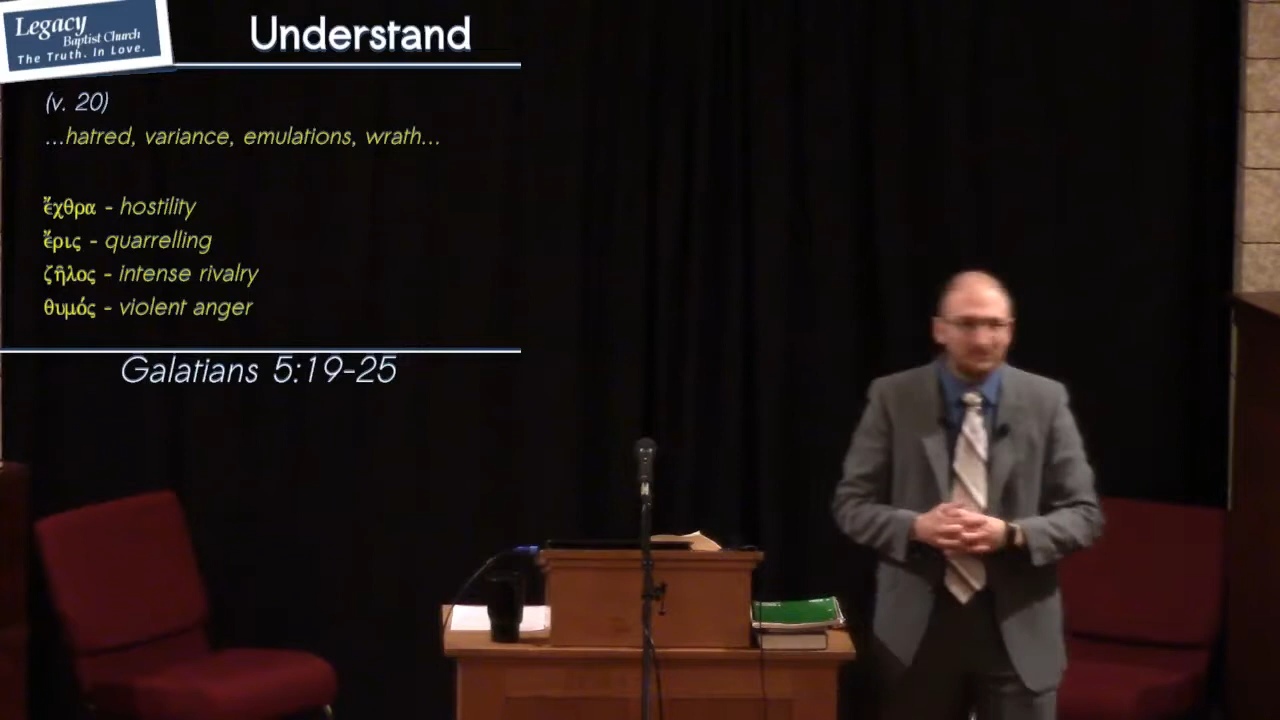 Legacy
Baptist Church
The Truth. In Love.
Understand
(v. 20)
...hatred, variance, emulations, wrath...
ἔχθρα - hostility
ἔρις - quarrelling
ζῆλος - intense rivalry
θυμός - violent anger
Galatians 5:19-25